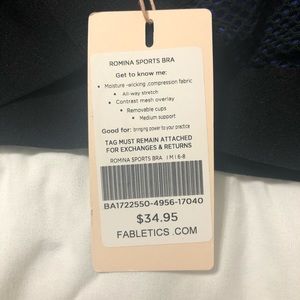 ROMINA SPORTS BRA
Get to know me:
• Moisture -wicking ,compression fabric
• All-way stretch
• Contrast mesh overlay
• Removable cups
• Medium support
Good for: bringing power to your practice
TAG MUST REMAIN ATTACHED
FOR EXCHANGES & RETURNS
ROMINA SPORTS BRA | M | 6-8
BA1722550-4956-17040
$34.95
FABLETICS .COM